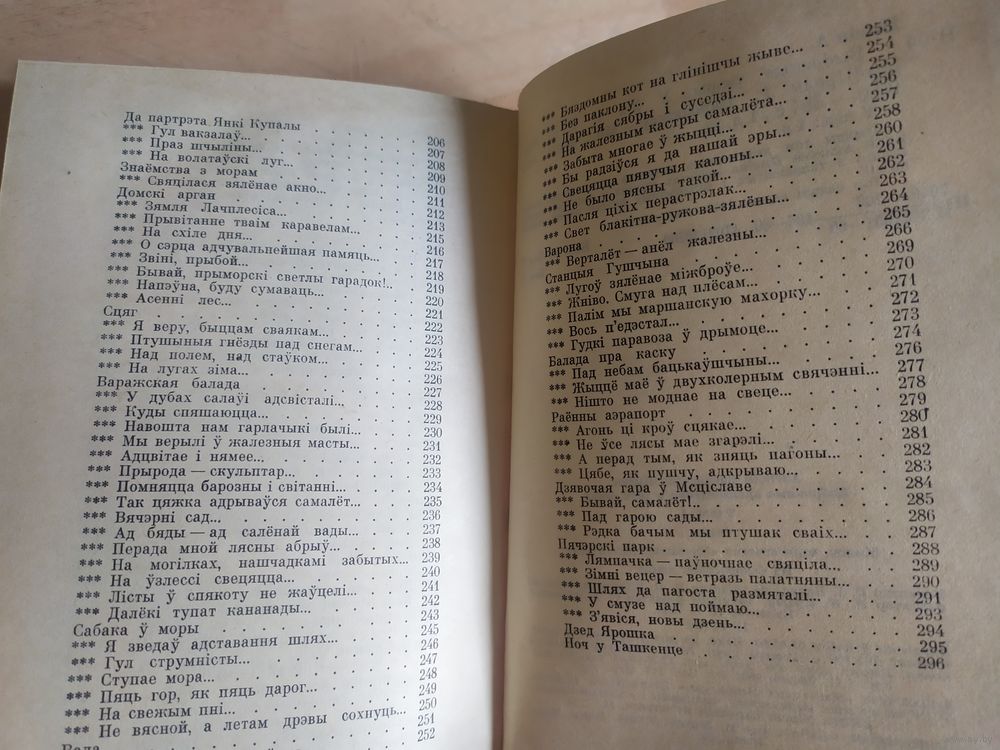 Да партрэта Янкі Купалы . . . 206
*** Гул вакзалаў... . . . 207
*** Праз шчыліны... . . . 208
*** На волатаўскі луг... . . . 209
Знаёмства з морам . . . 210
*** Свяцілася зялёнае акно... . . . 211
Домскі арган . . . 212
*** Зямля Лачплесіса... . . . 213
*** Прывітанне тваім каравелам... . . . 215
*** На схіле дня... . . . 216
*** О сэрца адчувальнейшая памяць... . . . 217
*** Звіні, прыбой... . . . 218
*** Бывай, прыморскі светлы гарадок!.. . . . 219
*** Напэўна, буду сумаваць... . . . 220
*** Асенні лес... . . . 221
Сцяг . . . 222
*** Я веру, быццам сваякам... . . . 223
*** Птушыныя гнёзды пад снегам... . . . 224
*** Над полем, над стаўком... . . . 225
*** На лугах зіма... . . . 226
Варажская балада . . . 227
*** У дубах салаўі адсвісталі... . . . 228
*** Куды спяшаюцца... . . . 229
*** Навошта нам гарлачыкі былі... . . . 230
*** Мы верылі ў жалезныя масты... . . . 231
*** Адцвітае і нямее... . . . 232
*** Прырода — скульптар... . . . 233
*** Помняцца барозны і світанні... . . . 234
*** Так цяжка адрываўся самалёт... . . . 235
*** Вячэрні сад... . . . 236
*** Ад бяды — ад салёнай вады... . . . 237
*** Перада мной лясны абрыў... . . . 238
*** На могілках, нашчадкамі забытых... 239
*** На ўзлессі свецяцца... . . . 240
*** Лісты ў спякоту не жаўцелі... . . . 241
*** Далёкі тупат кананады... . . . 242
Сабака ў моры . . . 243
*** Я зведаў адставання шлях... . . . 245
*** Гул струмністы... . . . 246
*** Ступае мора... . . . 247
*** Пяць гор, як пяць дарог... . . . 248
*** На свежым пні... . . . 249
*** Не вясной, а летам дрэвы сохнуць... 250
Вада . . . 251
252
*** Бяздомны кот на глінішчы жыве... . . . 253
*** Без паклону... . . . 254
*** Дарагія сябры і суседзі... . . . 255
*** На жалезным кастры самалёта... . . . 256
*** Забыта многае ў жыцці... . . . 257
*** Бы радзіўся я да нашай эры... . . . 258
*** Свецяцца пявучыя калоны... . . . 260
*** Не было вясны такой... . . . 261
*** Пасля ціхіх перастрэлак... . . . 262
*** Свет блакітна-ружова-зялёны... . . . 263
Варона . . . 264
*** Верталёт — анёл жалезны... . . . 265
Станцыя Гушчына . . . 266
*** Лугоў зялёнае міжброўе... . . . 269
*** Жніво. Смуга над плёсам... . . . 270
*** Палім мы маршанскую махорку... . . . 271
*** Вось п'едэстал... . . . 272
*** Гудкі паравоза ў дрымоце... . . . 273
Балада пра каску . . . 274
*** Пад небам бацькаўшчыны... . . . 276
*** Жыццё маё ў двухколерным свячэнні... 277
*** Нішто не моднае на свеце... . . . 278
Раённы аэрапорт . . . 279
*** Агонь ці кроў сцякае... . . . 280
*** Не ўсе лясы мае згарэлі... . . . 281
*** А перад тым, як зняць пагоны... . . . 282
*** Цябе, як пушчу, адкрываю... . . . 283
Дзявочая гара ў Мсціславе . . . 284
*** Бывай, самалёт!.. . . . 285
*** Пад гарою сады... . . . 286
*** Рэдка бачым мы птушак сваіх... . . . 287
Пячэрскі парк . . . 288
*** Лямпачка — паўночнае свяціла... . . . 289
*** Зімні вецер — ветразь палатняны... . . . 290
*** Шлях да пагоста размяталі... . . . 291
*** У смузе над поймаю... . . . 293
*** З'явіся, новы дзень... . . . 294
Дзед Ярошка . . . 295
Ноч у Ташкенце . . . 296